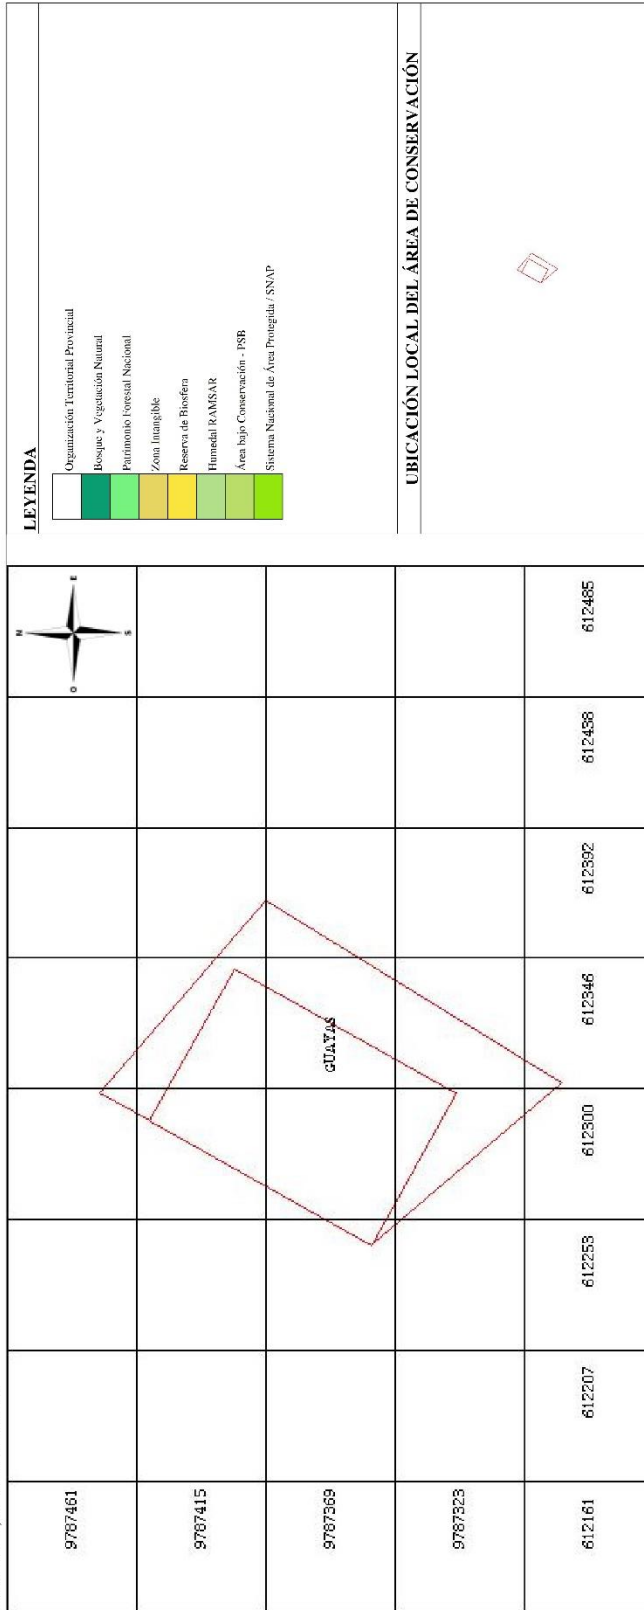 LEYENDA
Organización Territorial Provincial
Bosque y Vegetación Natural
Patrimonio Forestal Nacional
Zona Intangible
Reserva de Biosfera
Humedal RAMSAR
Área bajo Conservación - PSB
Sistema Nacional de Área Protegida / SNAP
UBICACIÓN LOCAL DEL ÁREA DE CONSERVACIÓN
N
O
E
S
GUAYAS
9787461
9787415
9787369
9787323
612161
612207
612253
612300
612346
612392
612438
612485